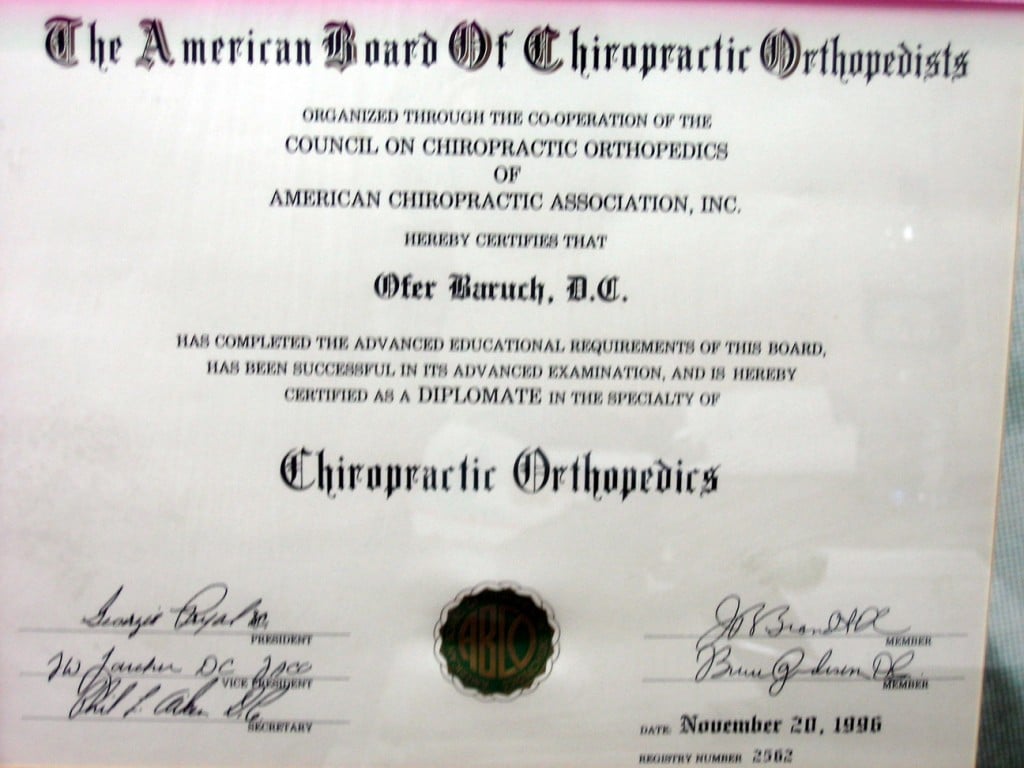 The American Board Of Chiropractic Orthopedists
ORGANIZED THROUGH THE CO-OPERATION OF THE
COUNCIL ON CHIROPRACTIC ORTHOPEDICS
OF
AMERICAN CHIROPRACTIC ASSOCIATION, INC.
HEREBY CERTIFIES THAT
Ofer Baruch, D.C.
HAS COMPLETED THE ADVANCED EDUCATIONAL REQUIREMENTS OF THIS BOARD,
HAS BEEN SUCCESSFUL IN ITS ADVANCED EXAMINATION, AND IS HEREBY
CERTIFIED AS A DIPLOMATE IN THE SPECIALTY OF
Chiropractic Orthopedics
PRESIDENT
DC
VICE PRESIDENT
Phil L.
SECRETARY
MEMBER
MEMBER
DATE November 20, 1996
REGISTRY NUMBER 2562